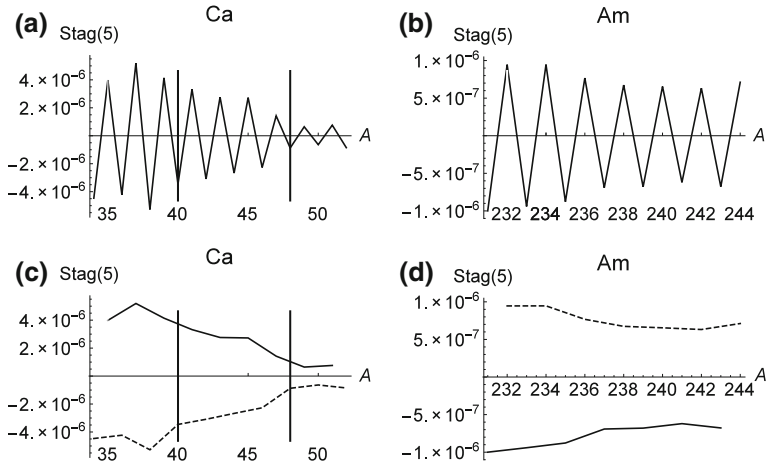 (a)
Ca
Stag(5)
4. × 10⁻⁶
2. × 10⁻⁶
-2. × 10⁻⁶
-4. × 10⁻⁶
35 40 45 50
A
(b)
Am
Stag(5)
1. × 10⁻⁶
5. × 10⁻⁷
-5. × 10⁻⁷
-1. × 10⁻⁶
232 234 236 238 240 242 244
A
(c)
Ca
Stag(5)
4. × 10⁻⁶
2. × 10⁻⁶
-2. × 10⁻⁶
-4. × 10⁻⁶
35 40 45 50
A
(d)
Am
Stag(5)
1. × 10⁻⁶
5. × 10⁻⁷
232 234 236 238 240 242 244
-5. × 10⁻⁷
-1. × 10⁻⁶
A